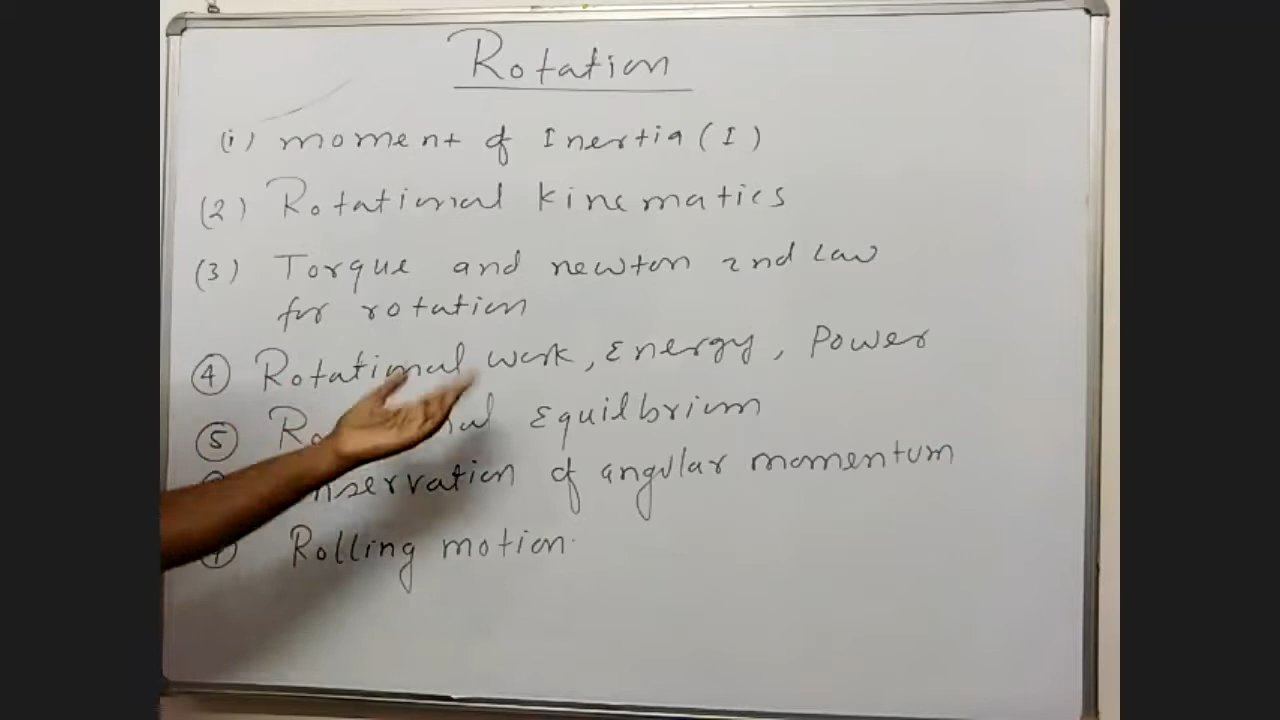 Rotation
(1) moment of Inertia (I)
(2) Rotational kinematics
(3) Torque and newton 2nd Law
for rotation
④ Rotational work, Energy, Power
⑤ Equilbrium
of angular momentum
Rolling motion.